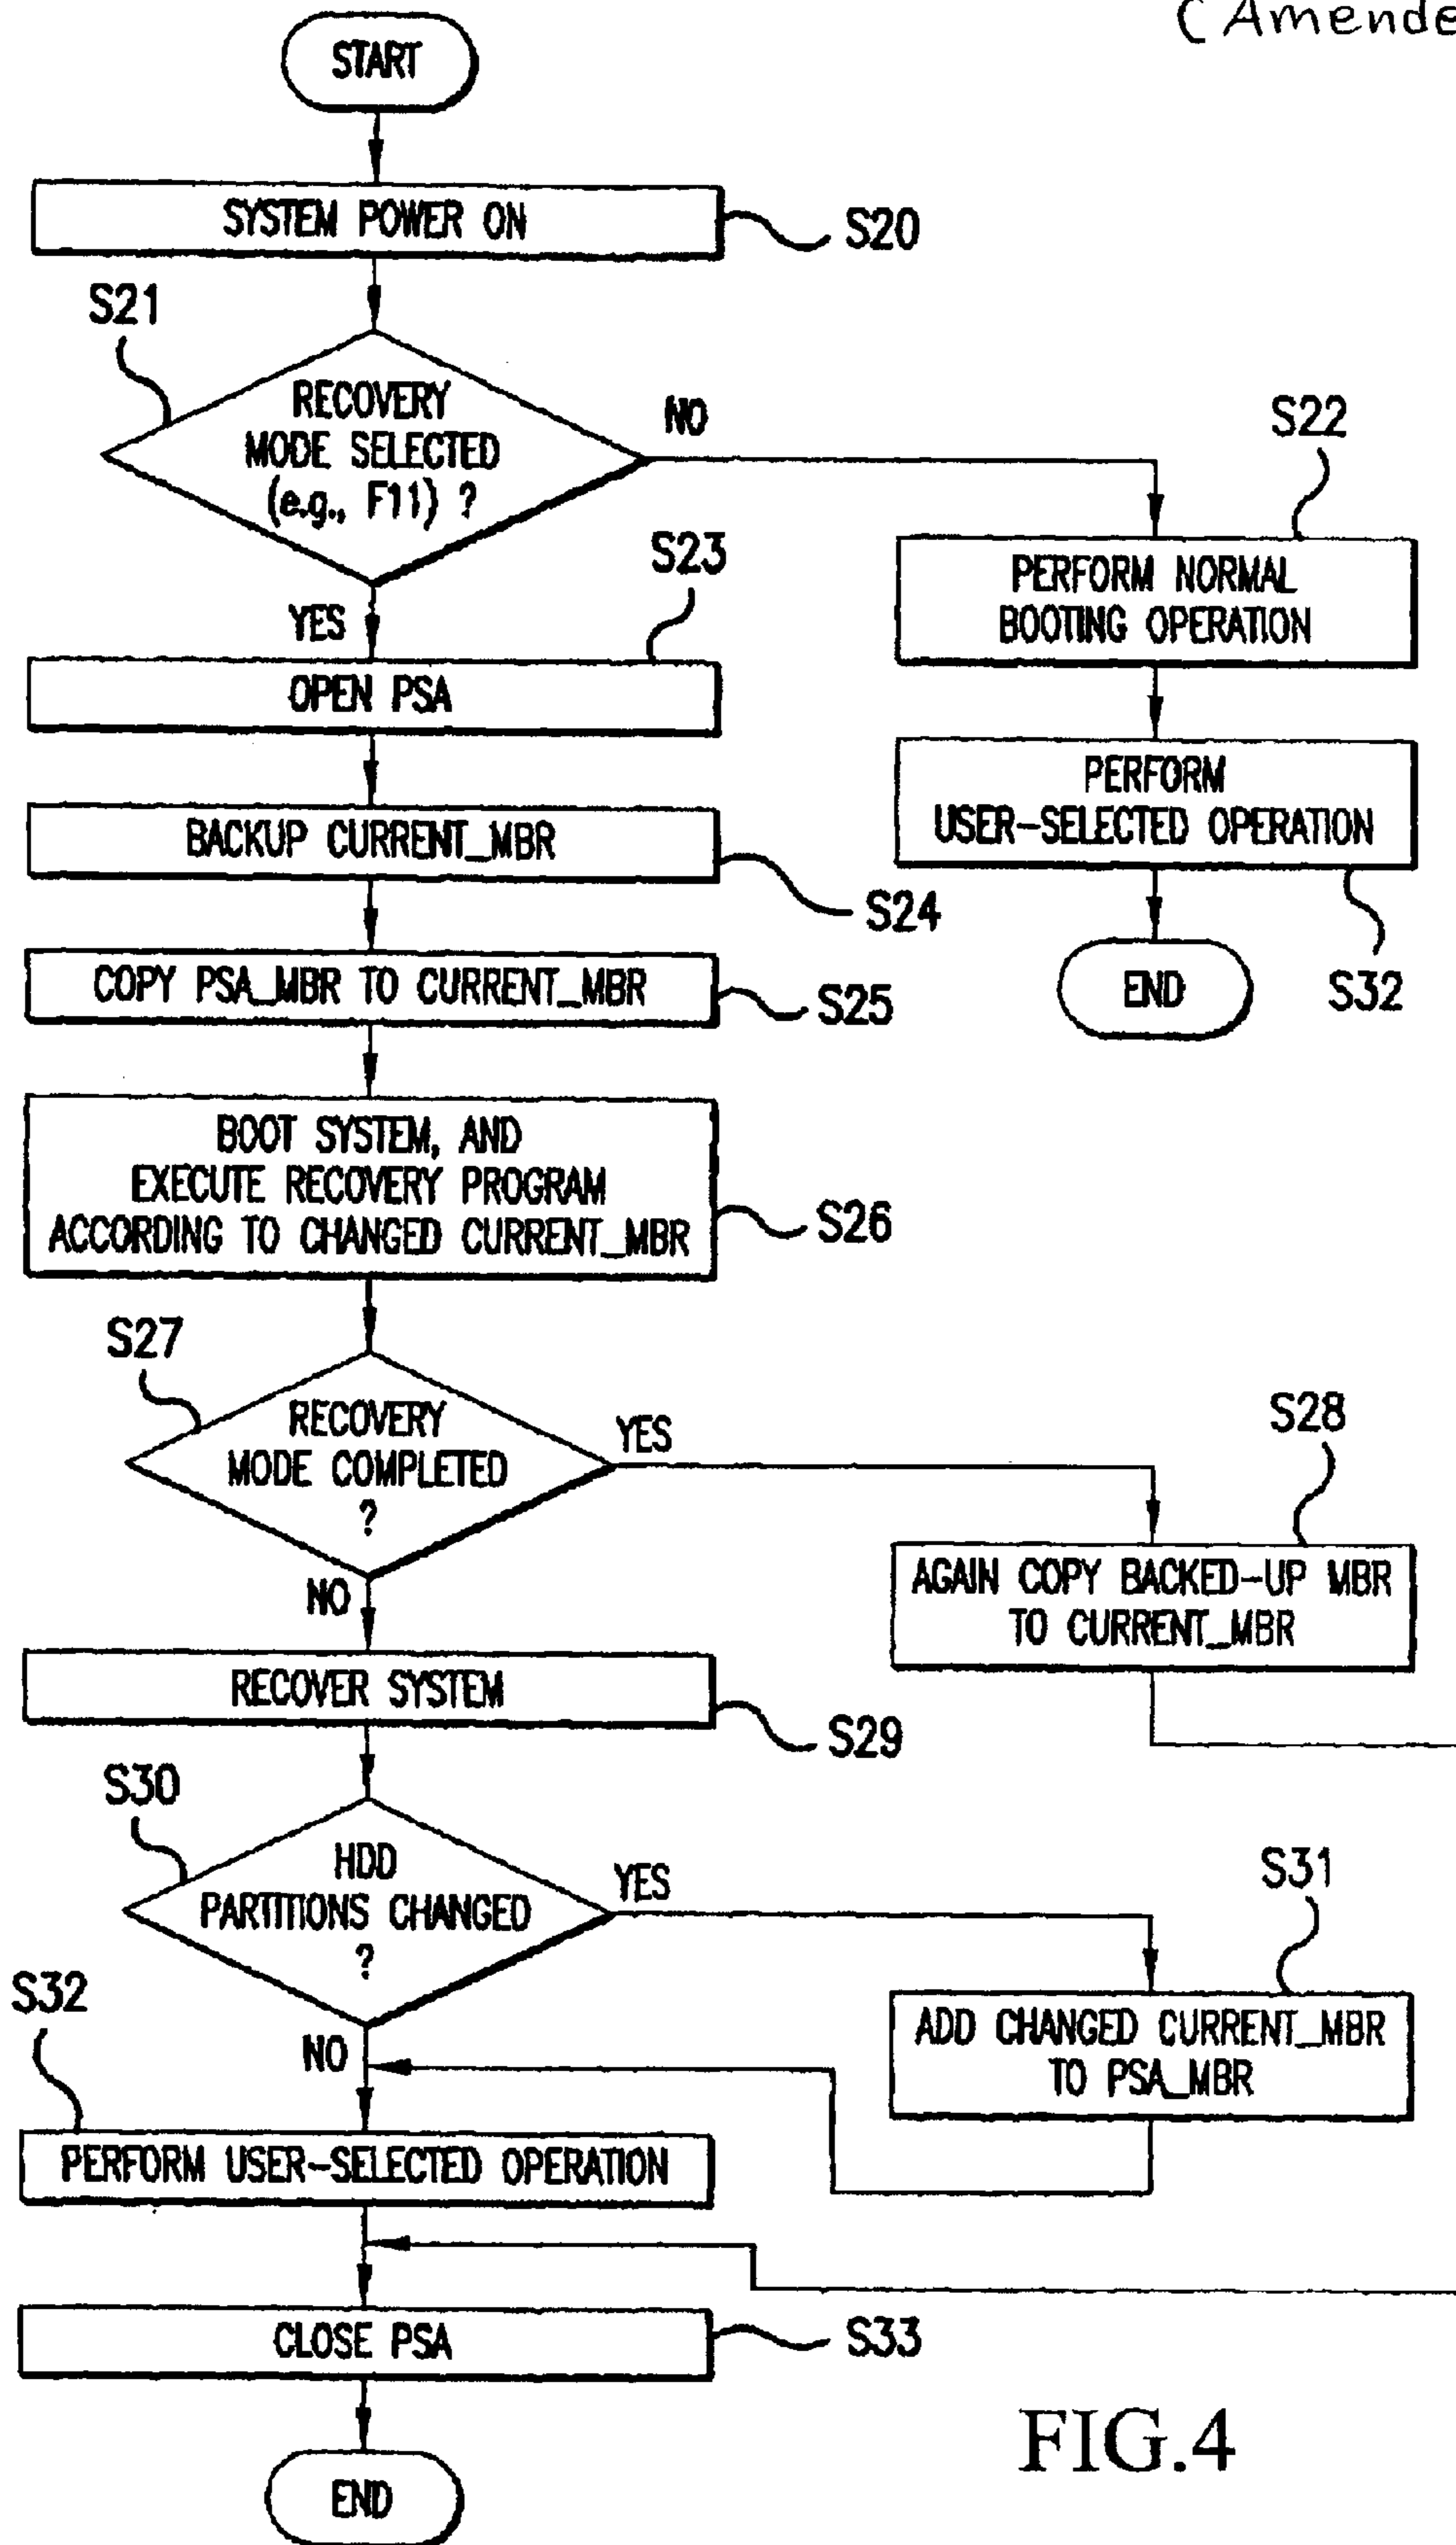 (Amende
START
SYSTEM POWER ON
S20
S21
RECOVERY
MODE SELECTED
(e.g., F11) ?
NO
YES
S22
PERFORM NORMAL
BOOTING OPERATION
S23
OPEN PSA
PERFORM
USER-SELECTED OPERATION
S32
END
BACKUP CURRENT_MBR
S24
COPY PSA_MBR TO CURRENT_MBR
S25
BOOT SYSTEM, AND
EXECUTE RECOVERY PROGRAM
ACCORDING TO CHANGED CURRENT_MBR
S26
S27
RECOVERY
MODE COMPLETED
?
YES
NO
S28
AGAIN COPY BACKED-UP MBR
TO CURRENT_MBR
RECOVER SYSTEM
S29
S30
HDD
PARTITIONS CHANGED
?
YES
NO
S31
ADD CHANGED CURRENT_MBR
TO PSA_MBR
S32
PERFORM USER-SELECTED OPERATION
CLOSE PSA
S33
END
FIG.4